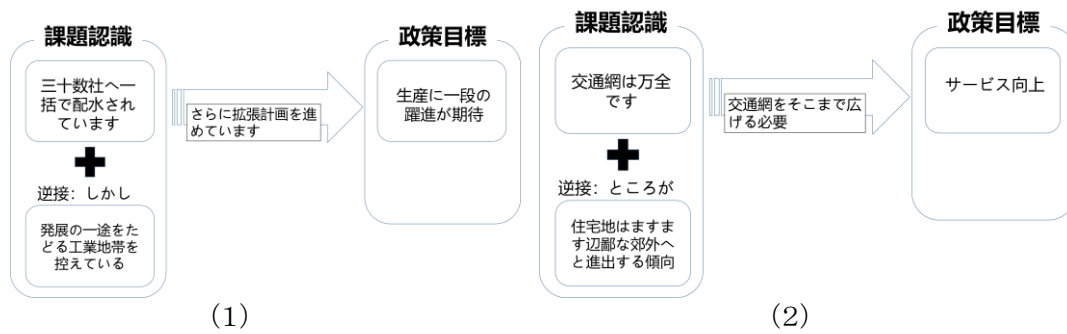 課題認識
三十数社へ一
括で配水され
ています
逆接：しかし
発展の一途をた
どる工業地帯を
控えている
さらに拡張計画を進
めています
政策目標
生産に一段の
躍進が期待
（1）
課題認識
交通網は万全
です
逆接：ところが
住宅地はますま
す辺鄙な郊外へ
と進出する傾向
交通網をそこまで広
げる必要
政策目標
サービス向上
（2）